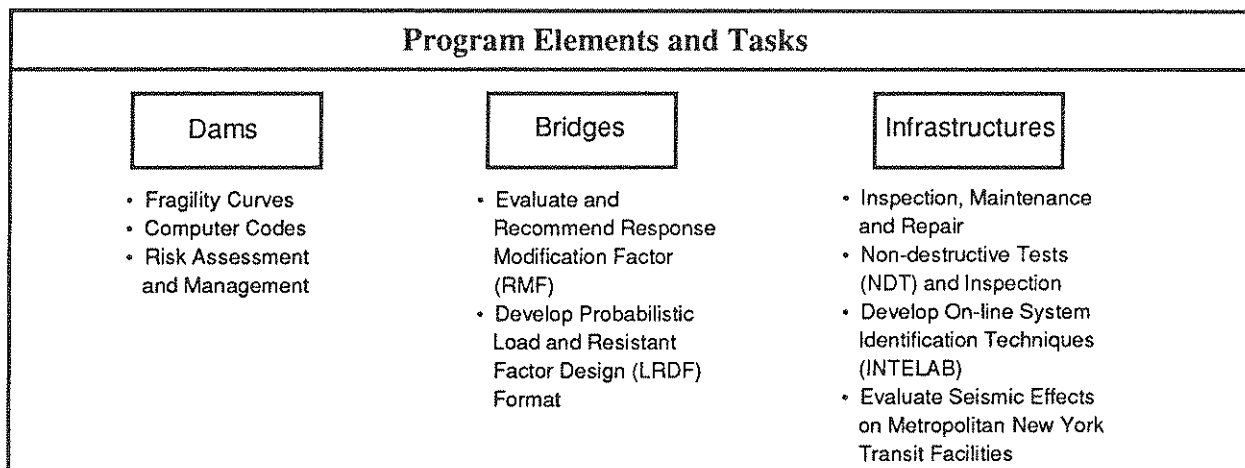 Program Elements and Tasks
Dams
• Fragility Curves
• Computer Codes
• Risk Assessment
and Management
Bridges
• Evaluate and
Recommend Response
Modification Factor
(RMF)
• Develop Probabilistic
Load and Resistant
Factor Design (LRDF)
Format
Infrastructures
• Inspection, Maintenance
and Repair
• Non-destructive Tests
(NDT) and Inspection
• Develop On-line System
Identification Techniques
(INTELAB)
• Evaluate Seismic Effects
on Metropolitan New York
Transit Facilities